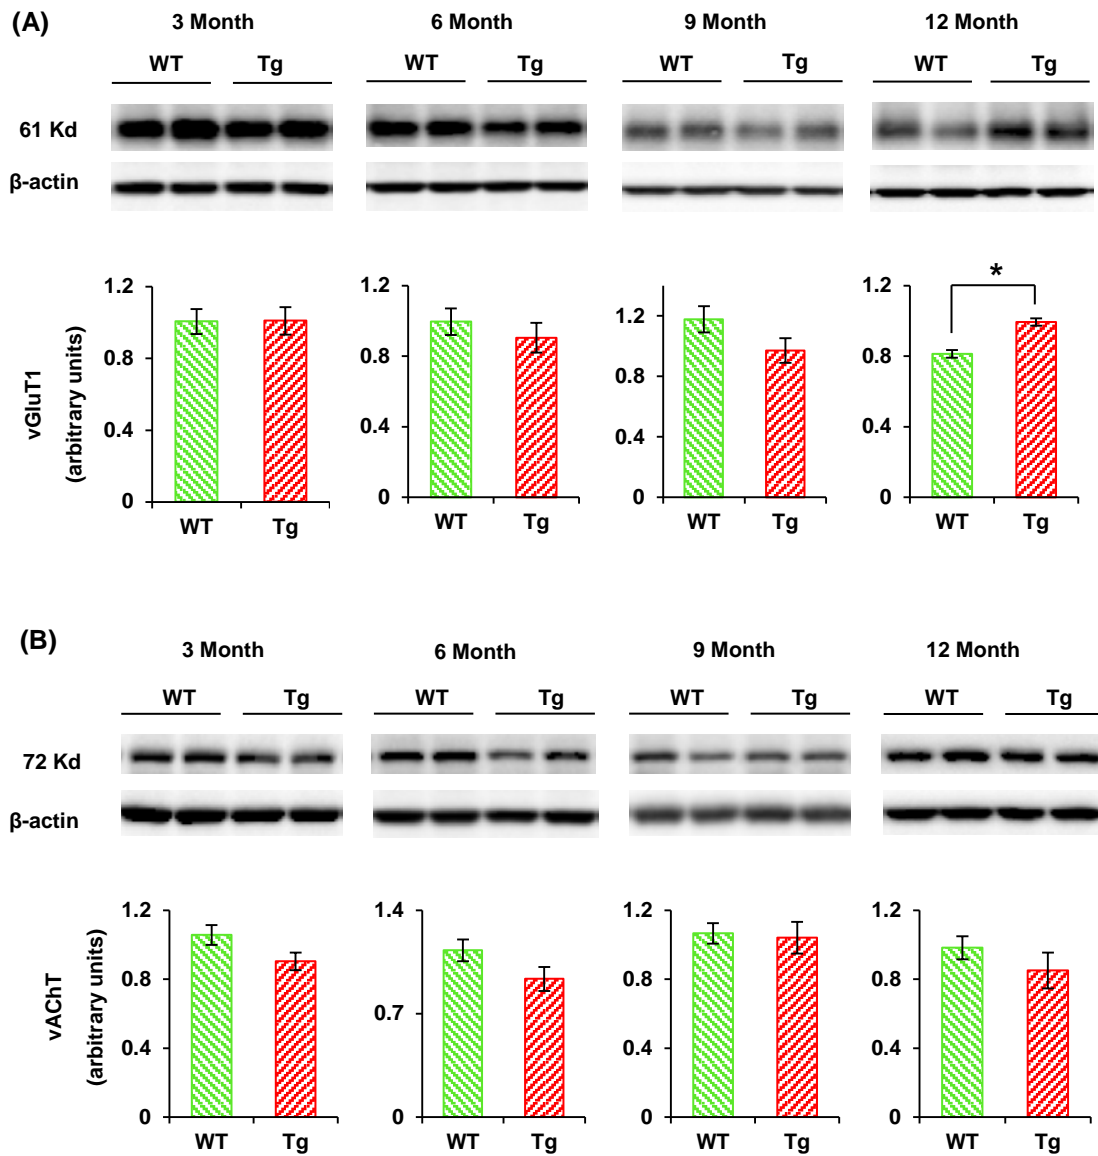 (A)
3 Month 6 Month 9 Month 12 Month
WT Tg WT Tg WT Tg WT Tg
61 Kd
β-actin
vGluT1
(arbitrary units)
1.2
0.8
0.4
0
WT Tg
1.2
0.8
0.4
0
WT Tg
1.2
0.8
0.4
0
WT Tg
*
1.2
0.8
0.4
0
WT Tg
(B)
3 Month 6 Month 9 Month 12 Month
WT Tg WT Tg WT Tg WT Tg
72 Kd
β-actin
vAChT
(arbitrary units)
1.2
0.8
0.4
0
WT Tg
1.4
0.7
0
WT Tg
1.2
0.8
0.4
0
WT Tg
1.2
0.8
0.4
0
WT Tg